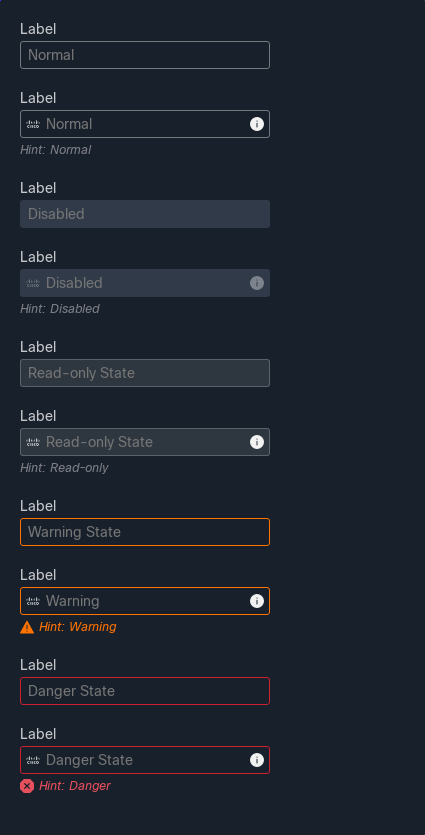 Label
Normal
Label
Normal
Hint: Normal
Label
Disabled
Label
Disabled
Hint: Disabled
Label
Read-only State
Label
Read-only State
Hint: Read-only
Label
Warning State
Label
Warning
Hint: Warning
Label
Danger State
Label
Danger State
Hint: Danger